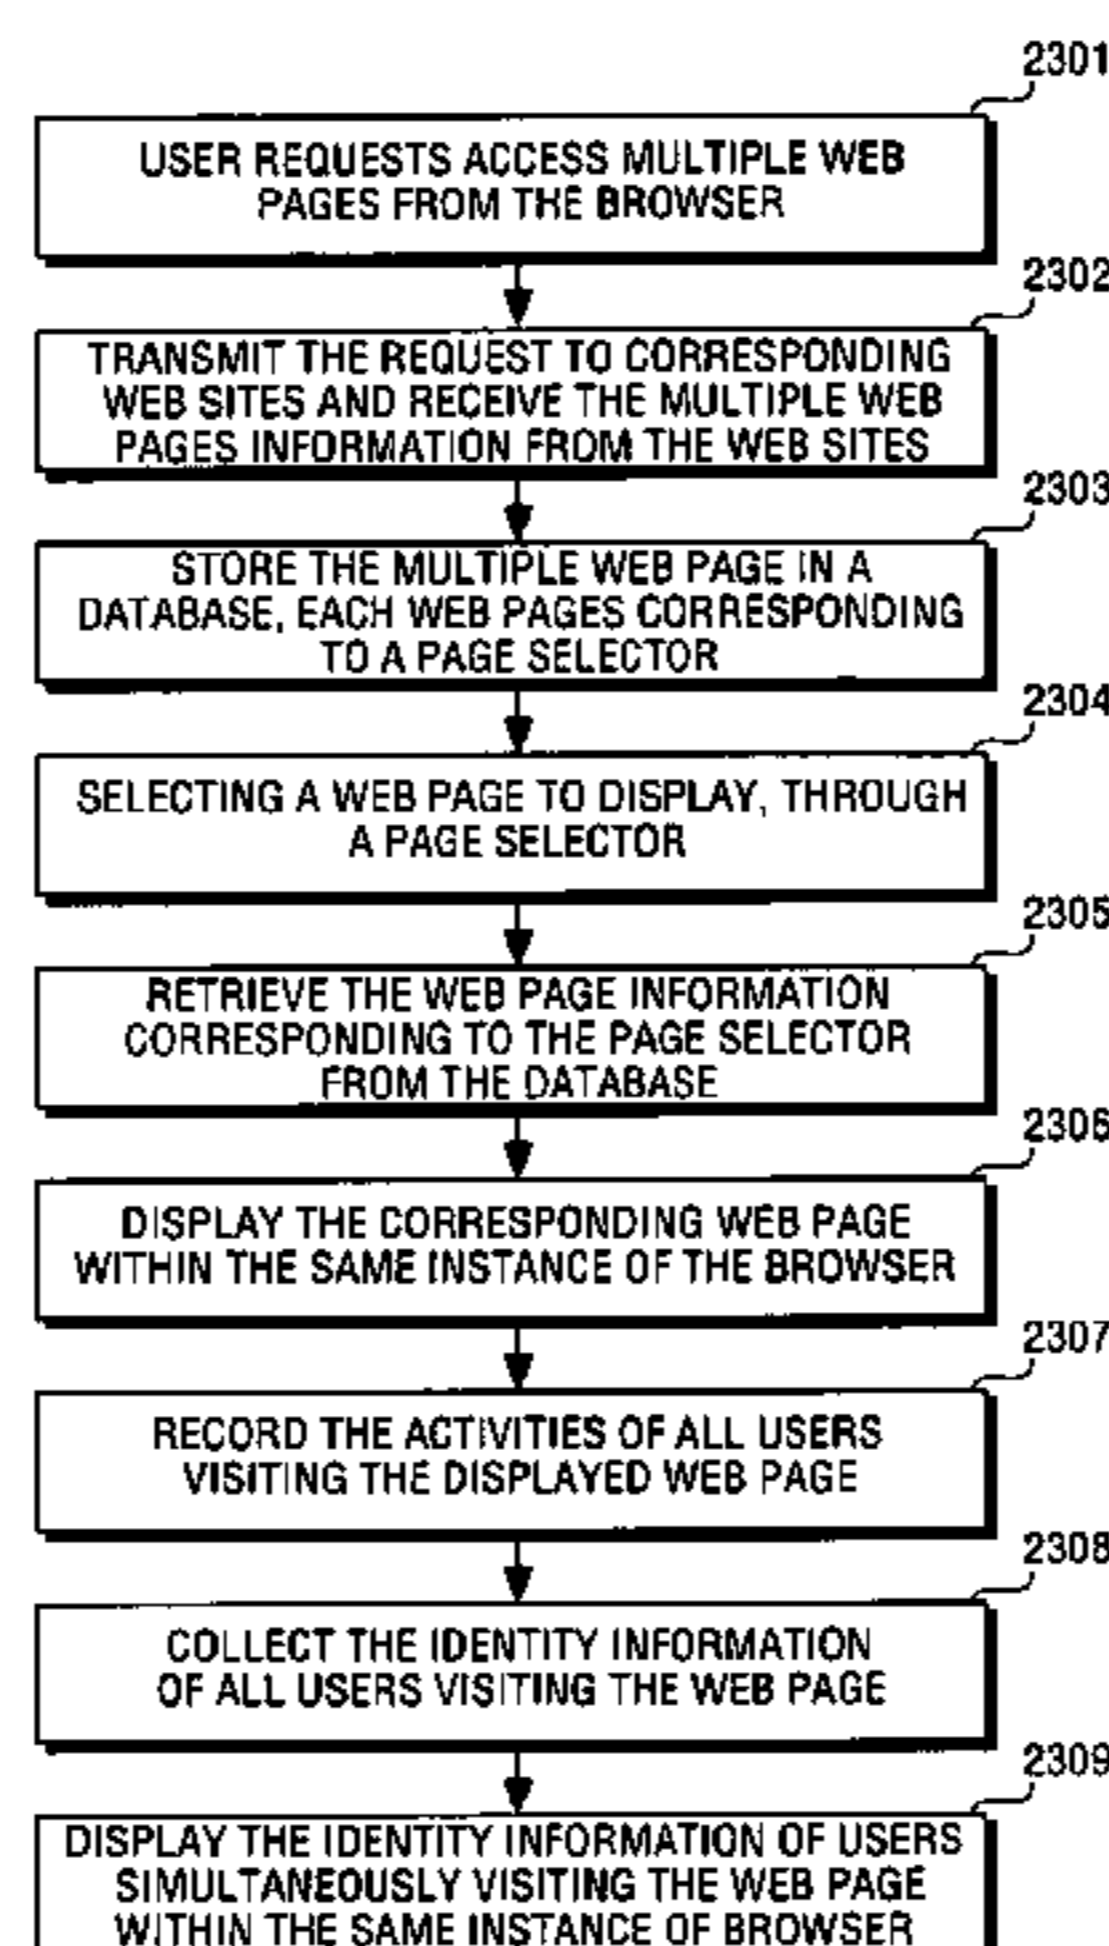 2301
USER REQUESTS ACCESS MULTIPLE WEB
PAGES FROM THE BROWSER
2302
TRANSMIT THE REQUEST TO CORRESPONDING
WEB SITES AND RECEIVE THE MULTIPLE WEB
PAGES INFORMATION FROM THE WEB SITES
2303
STORE THE MULTIPLE WEB PAGE IN A
DATABASE, EACH WEB PAGES CORRESPONDING
TO A PAGE SELECTOR
2304
SELECTING A WEB PAGE TO DISPLAY, THROUGH
A PAGE SELECTOR
2305
RETRIEVE THE WEB PAGE INFORMATION
CORRESPONDING TO THE PAGE SELECTOR
FROM THE DATABASE
2306
DISPLAY THE CORRESPONDING WEB PAGE
WITHIN THE SAME INSTANCE OF THE BROWSER
2307
RECORD THE ACTIVITIES OF ALL USERS
VISITING THE DISPLAYED WEB PAGE
2308
COLLECT THE IDENTITY INFORMATION
OF ALL USERS VISITING THE WEB PAGE
2309
DISPLAY THE IDENTITY INFORMATION OF USERS
SIMULTANEOUSLY VISITING THE WEB PAGE
WITHIN THE SAME INSTANCE OF BROWSER